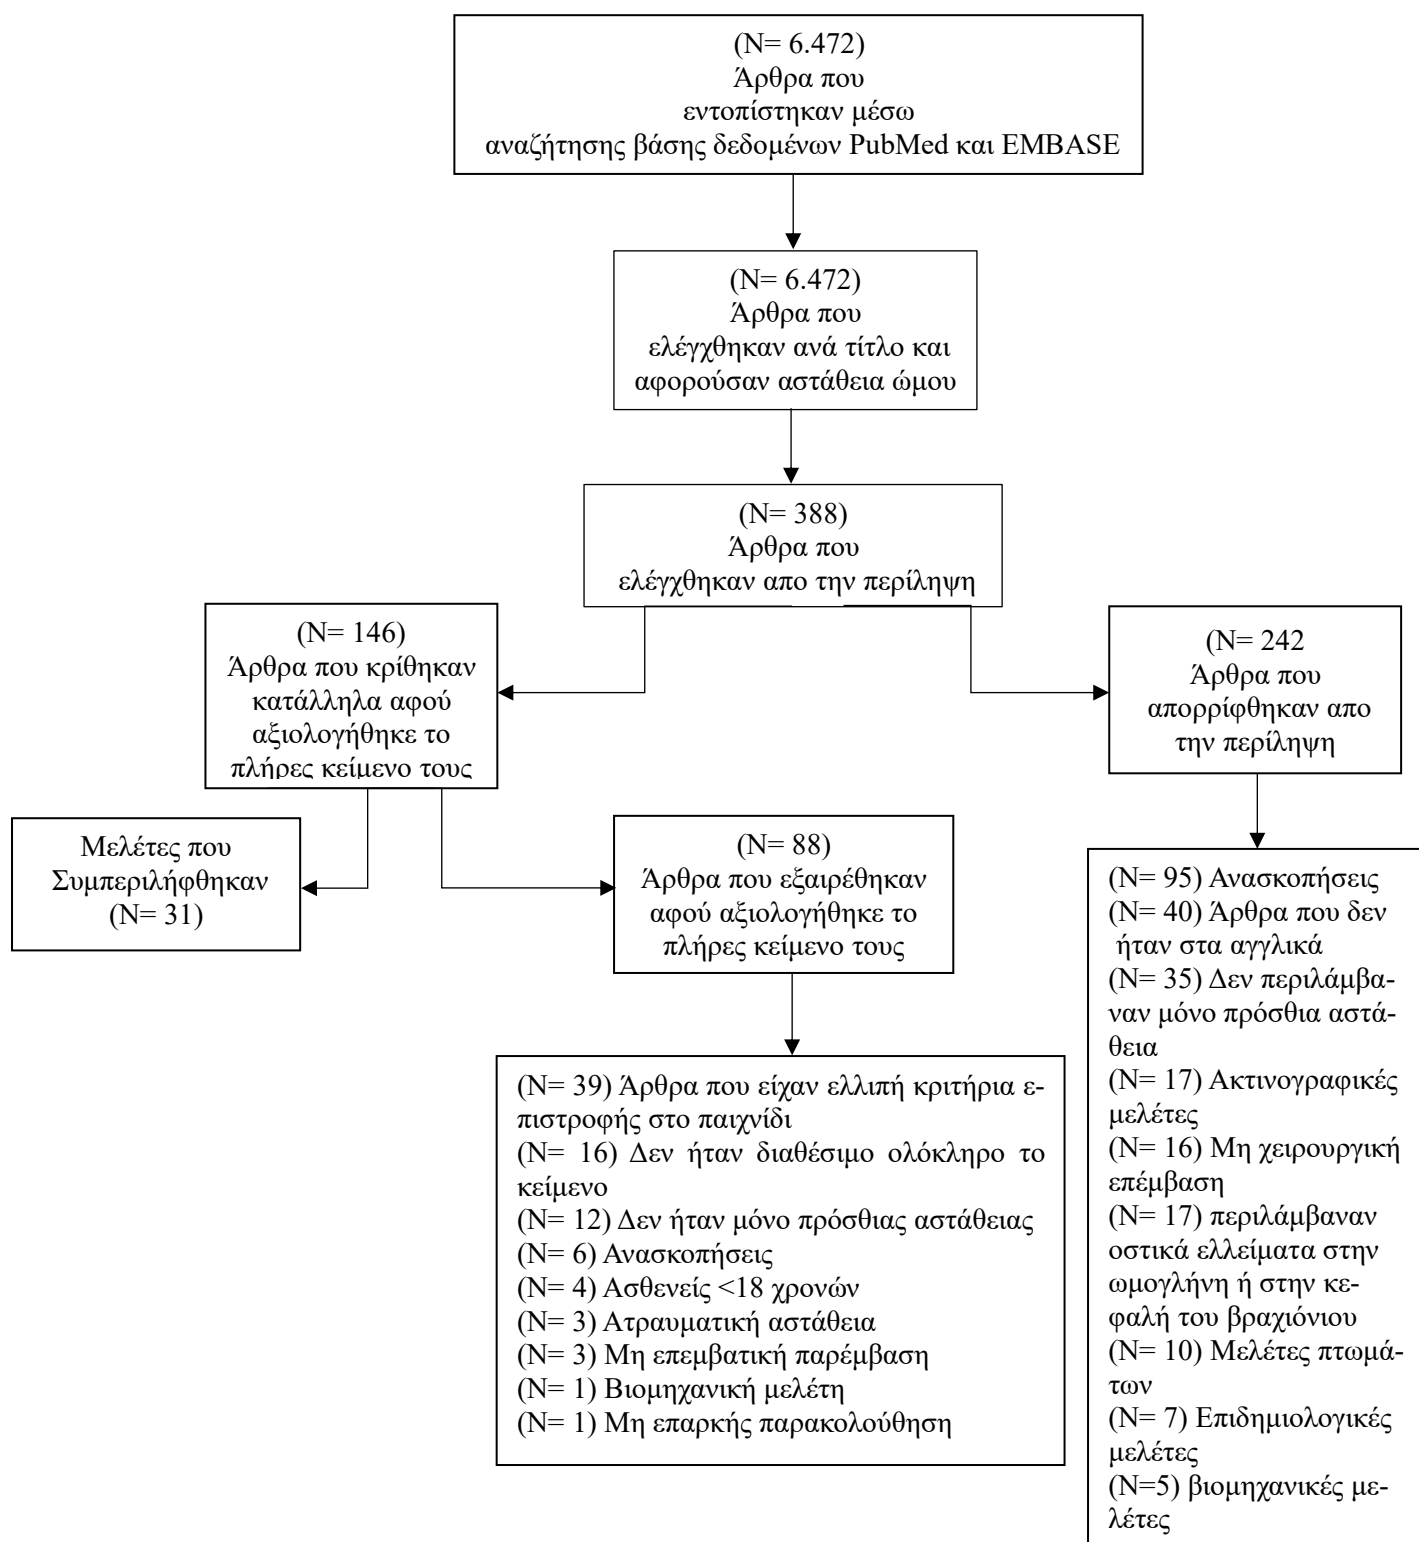 (N= 6.472)
Άρθρα που
εντοπίστηκαν μέσω
αναζήτησης βάσης δεδομένων PubMed και EMBASE
(N= 6.472)
Άρθρα που
ελέγχθηκαν ανά τίτλο και
αφορούσαν αστάθεια ώμου
(N= 388)
Άρθρα που
ελέγχθηκαν απο την περίληψη
(N= 146)
Άρθρα που κρίθηκαν
κατάλληλα αφού
αξιολογήθηκε το
πλήρες κείμενο τους
(N= 242
Άρθρα που
απορρίφθηκαν απο
την περίληψη
Μελέτες που
Συμπεριλήφθηκαν
(N= 31)
(N= 88)
Άρθρα που εξαιρέθηκαν
αφού αξιολογήθηκε το
πλήρες κείμενο τους
(N= 39) Άρθρα που είχαν ελλιπή κριτήρια ε-
πιστροφής στο παιχνίδι
(N= 16) Δεν ήταν διαθέσιμο ολόκληρο το
κείμενο
(N= 12) Δεν ήταν μόνο πρόσθιας αστάθειας
(N= 6) Ανασκοπήσεις
(N= 4) Ασθενείς <18 χρονών
(N= 3) Ατραυματική αστάθεια
(N= 3) Μη επεμβατική παρέμβαση
(N= 1) Βιομηχανική μελέτη
(N= 1) Μη επαρκής παρακολούθηση
(N= 95) Ανασκοπήσεις
(N= 40) Άρθρα που δεν
ήταν στα αγγλικά
(N= 35) Δεν περιλάμβα-
ναν μόνο πρόσθια αστά-
θεια
(N= 17) Ακτινογραφικές
μελέτες
(N= 16) Μη χειρουργική
επέμβαση
(N= 17) περιλάμβαναν
οστικά ελλείματα στην
ωμογλήνη ή στην κε-
φαλή του βραχιόνιου
(N= 10) Μελέτες πτωμά-
των
(N= 7) Επιδημιολογικές
μελέτες
(N=5) βιομηχανικές με-
λέτες